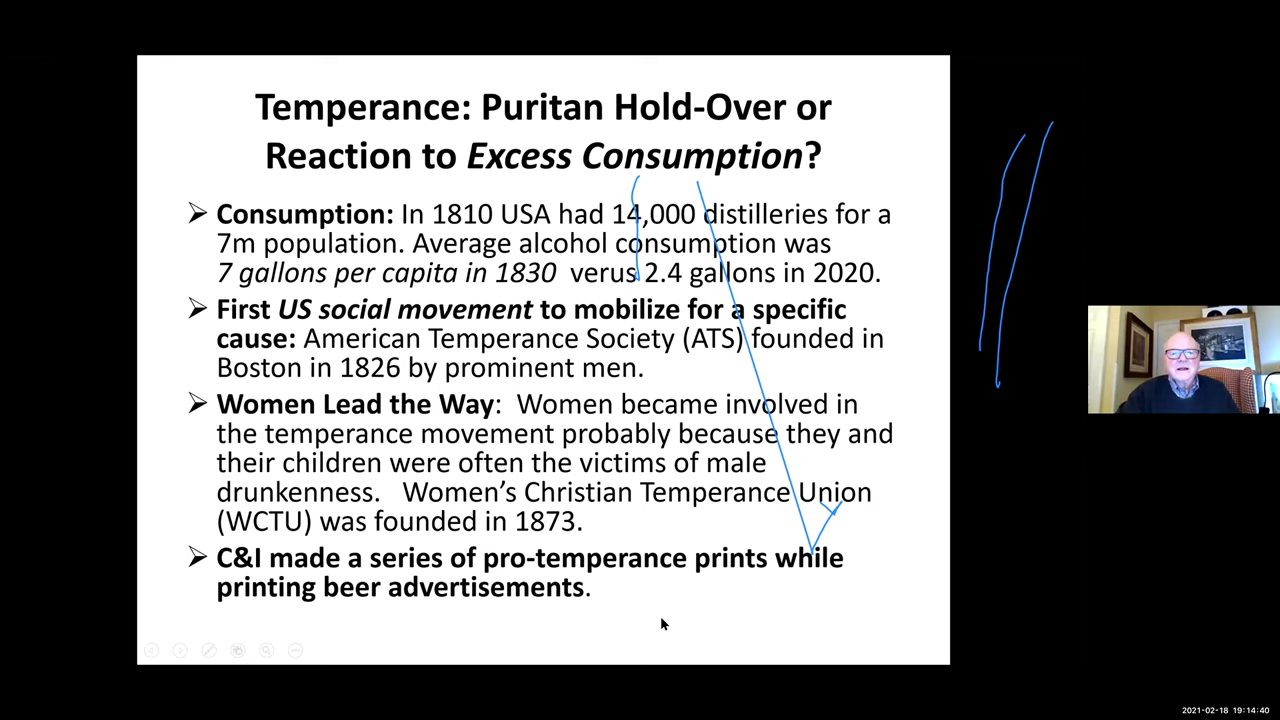 Temperance: Puritan Hold-Over or
Reaction to Excess Consumption?
➢ Consumption: In 1810 USA had 14,000 distilleries for a
7m population. Average alcohol consumption was
7 gallons per capita in 1830 verus 2.4 gallons in 2020.
➢ First US social movement to mobilize for a specific
cause: American Temperance Society (ATS) founded in
Boston in 1826 by prominent men.
➢ Women Lead the Way: Women became involved in
the temperance movement probably because they and
their children were often the victims of male
drunkenness. Women’s Christian Temperance Union
(WCTU) was founded in 1873.
➢ C&I made a series of pro-temperance prints while
printing beer advertisements.
2021-02-18 19:14:40